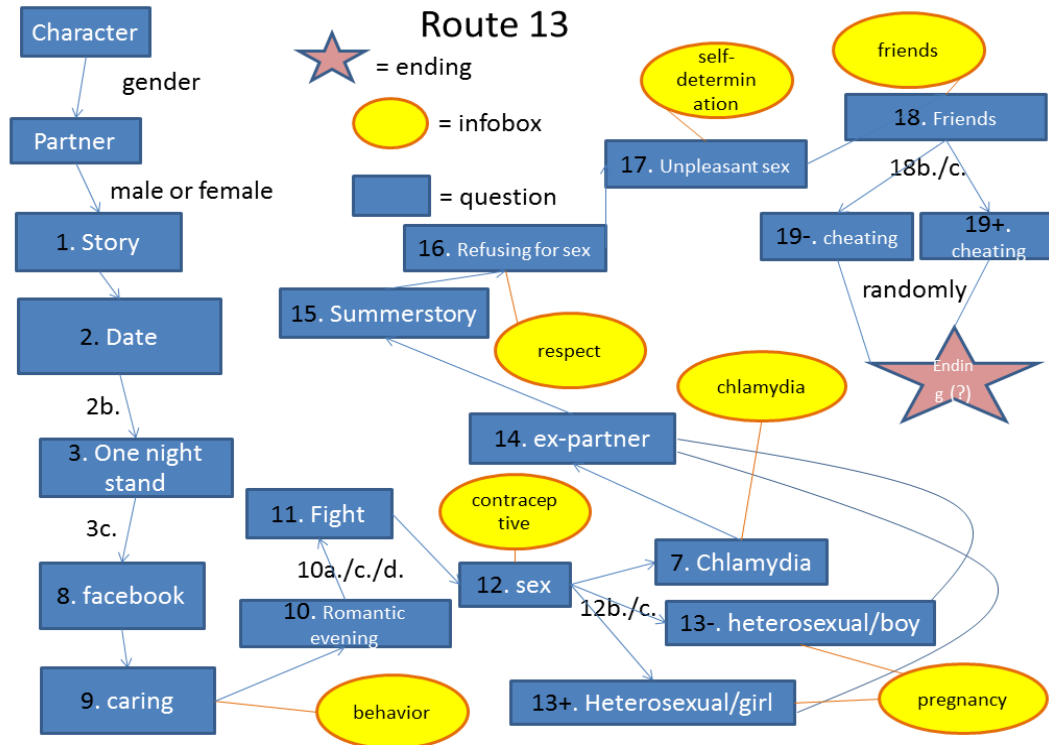 Route 13
Character
gender
Partner
male or female
1. Story
2. Date
2b.
3. One night
stand
3c.
8. facebook
9. caring
= ending
= infobox
= question
behavior
10. Romantic
evening
10a./c./d.
11. Fight
12. sex
contracep
tive
12b./c.
7. Chlamydia
chlamydia
13-. heterosexual/boy
13+. Heterosexual/girl
pregnancy
14. ex-partner
15. Summerstory
16. Refusing for sex
respect
17. Unpleasant sex
self-
determin
ation
18. Friends
friends
18b./c.
19-. cheating
19+.
cheating
randomly
Endin
g (?)